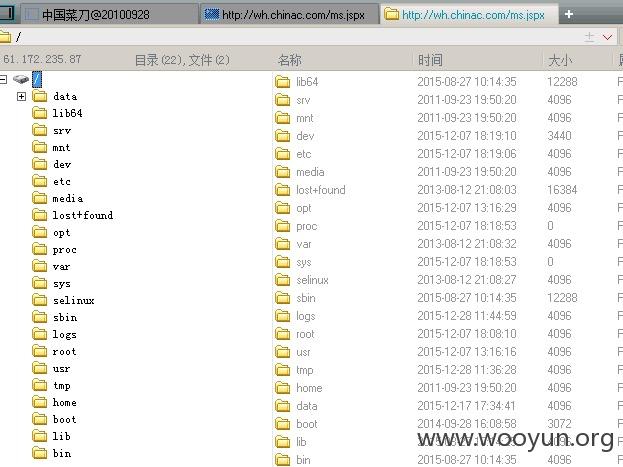 中国菜刀@20100928 http://wh.chinac.com/ms.jspx http://wh.chinac.com/ms.jspx +
/
61.172.235.87 目录(22),文件(2) 名称 时间 大小
/ lib64 2015-08-27 10:14:35 12288
data srv 2011-09-23 19:50:20 4096
lib64 mnt 2011-09-23 19:50:20 4096
srv dev 2015-12-07 18:19:10 3440
mnt etc 2015-12-07 18:19:06 4096
dev media 2011-09-23 19:50:20 4096
etc lost+found 2013-08-12 21:08:03 16384
media opt 2015-12-07 13:16:29 4096
lost+found proc 2015-12-07 18:18:53 0
opt var 2013-08-12 21:08:32 4096
proc sys 2015-12-07 18:18:53 0
var selinux 2013-08-12 21:08:27 4096
sys sbin 2015-08-27 10:14:35 12288
selinux logs 2015-12-28 11:44:59 4096
sbin root 2015-12-07 18:08:10 4096
logs usr 2015-12-07 13:16:16 4096
root tmp 2015-12-28 11:36:28 4096
usr home 2011-09-23 19:50:20 4096
tmp data 2015-12-17 17:34:41 4096
home boot 2014-09-28 16:08:58 3072
boot lib 4096
lib bin 4096
bin
www.wooyun.org